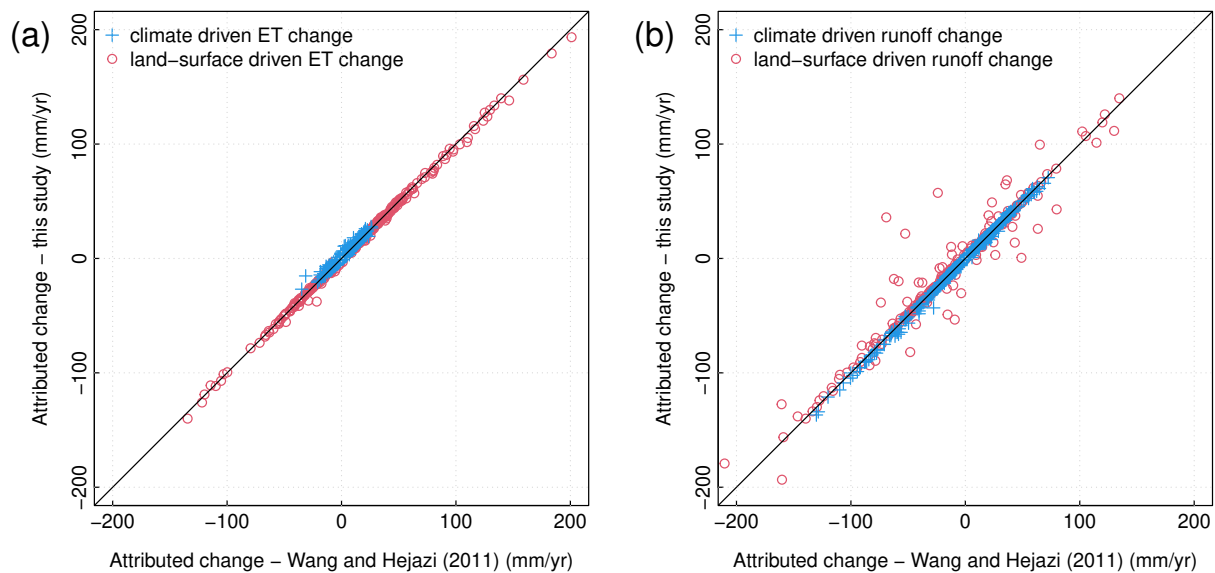 (a)
+ climate driven ET change
○ land−surface driven ET change
Attributed change − this study (mm/yr)
200
100
0
−100
−200
−200 −100 0 100 200
Attributed change − Wang and Hejazi (2011) (mm/yr)
(b)
+ climate driven runoff change
○ land−surface driven runoff change
Attributed change − this study (mm/yr)
200
100
0
−100
−200
−200 −100 0 100 200
Attributed change − Wang and Hejazi (2011) (mm/yr)